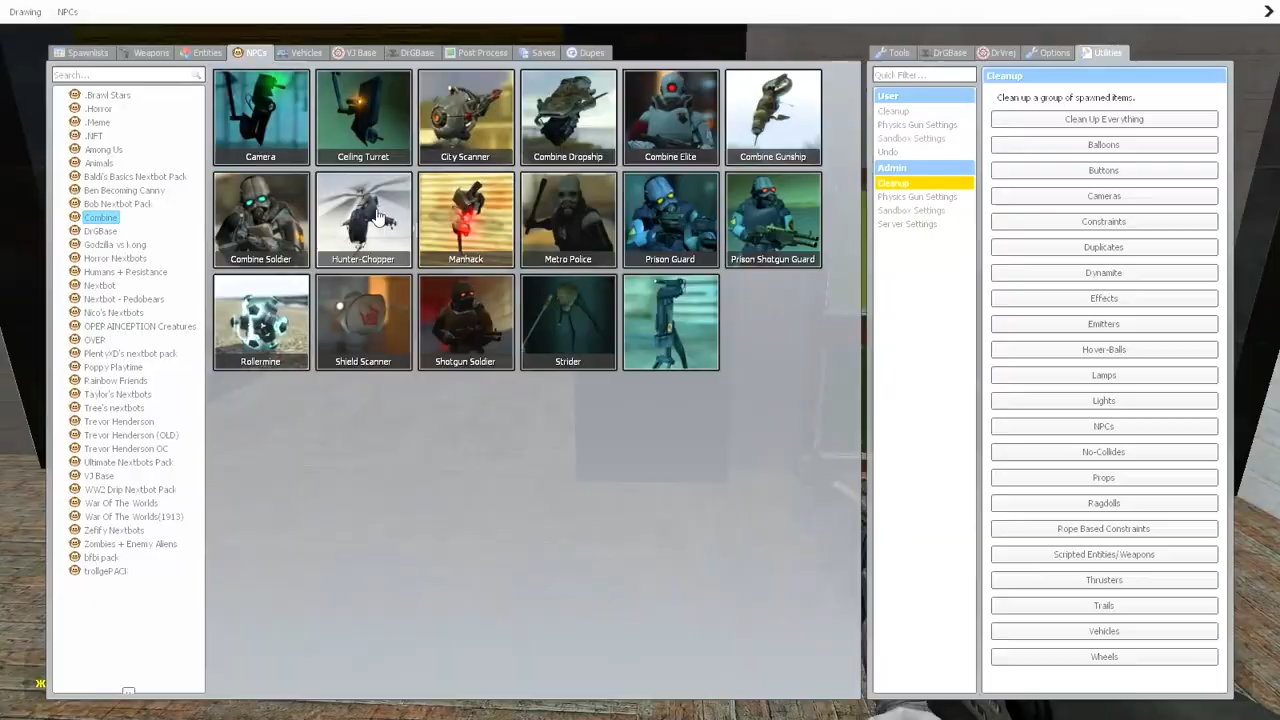 Drawing NPCs
Spawnlists Weapons Entities NPCs Vehicles VJ Base DrGBase Post Process Saves Dupes
Search...
.Brawl Stars
.Horror
.Meme
.NFT
Among Us
Animals
Baldi's Basics Nextbot Pack
Ben Becoming Canny
Bob Nextbot Pack
Combine
DrGBase
Godzilla vs kong
Horror Nextbots
Humans + Resistance
Nextbot
Nextbot - Pedobears
Nico's Nextbots
OPER AINCEPTION Creatures
OVER
PlentyXD's nextbot pack
Poppy Playtime
Rainbow Friends
Taylor's Nextbots
Tree's nextbots
Trevor Henderson
Trevor Henderson (OLD)
Trevor Henderson OC
Ultimate Nextbots Pack
VJ Base
WW2 Drip Nextbot Pack
War Of The Worlds
War Of The Worlds(1913)
Zefify Nextbots
Zombies + Enemy Aliens
bfbi pack
trollgePACK
Camera Ceiling Turret City Scanner Combine Dropship Combine Elite Combine Gunship
Combine Soldier Hunter-Chopper Manhack Metro Police Prison Guard Prison Shotgun Guard
Rollermine Shield Scanner Shotgun Soldier Strider
Tools DrGBase DrVrej Options Utilities
Quick Filter...
User
Cleanup
Physics Gun Settings
Sandbox Settings
Undo
Admin
Cleanup
Physics Gun Settings
Sandbox Settings
Server Settings
Cleanup
Clean up a group of spawned items.
Clean Up Everything
Balloons
Buttons
Cameras
Constraints
Duplicates
Dynamite
Effects
Emitters
Hover-Balls
Lamps
Lights
NPCs
No-Collides
Props
Ragdolls
Rope Based Constraints
Scripted Entities/Weapons
Thrusters
Trails
Vehicles
Wheels
Ж